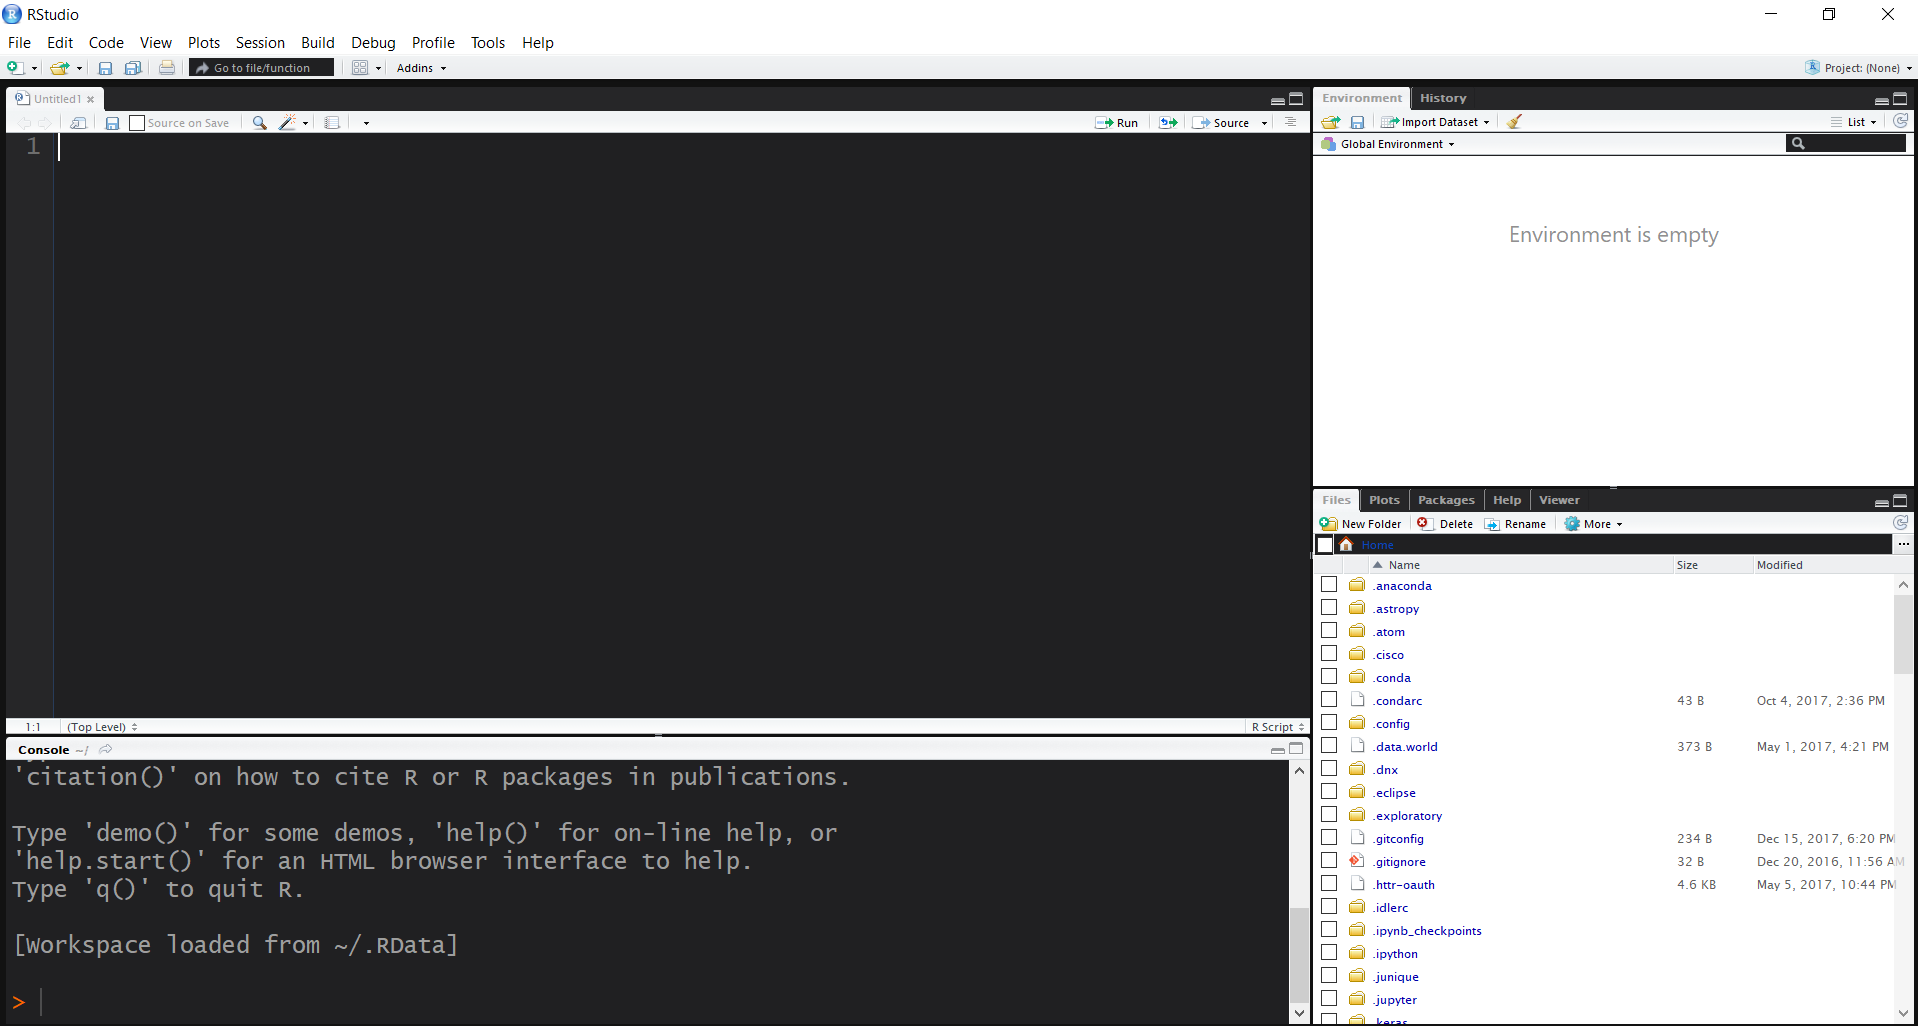 RStudio
File Edit Code View Plots Session Build Debug Profile Tools Help
Go to file/function Addins Project: (None)
Untitled1
Source on Save Run Source
1
1:1 (Top Level) R Script
Console ~/
'citation()' on how to cite R or R packages in publications.
Type 'demo()' for some demos, 'help()' for on-line help, or
'help.start()' for an HTML browser interface to help.
Type 'q()' to quit R.
[Workspace loaded from ~/.RData]
>
Environment History
Import Dataset List
Global Environment
Environment is empty
Files Plots Packages Help Viewer
New Folder Delete Rename More
Home
Name Size Modified
.anaconda
.astropy
.atom
.cisco
.conda
.condarc 43 B Oct 4, 2017, 2:36 PM
.config
.data.world 373 B May 1, 2017, 4:21 PM
.dnx
.eclipse
.exploratory
.gitconfig 234 B Dec 15, 2017, 6:20 PM
.gitignore 32 B Dec 20, 2016, 11:56 AM
.httr-oauth 4.6 KB May 5, 2017, 10:44 PM
.idlerc
.ipynb_checkpoints
.ipython
.junique
.jupyter
.keras